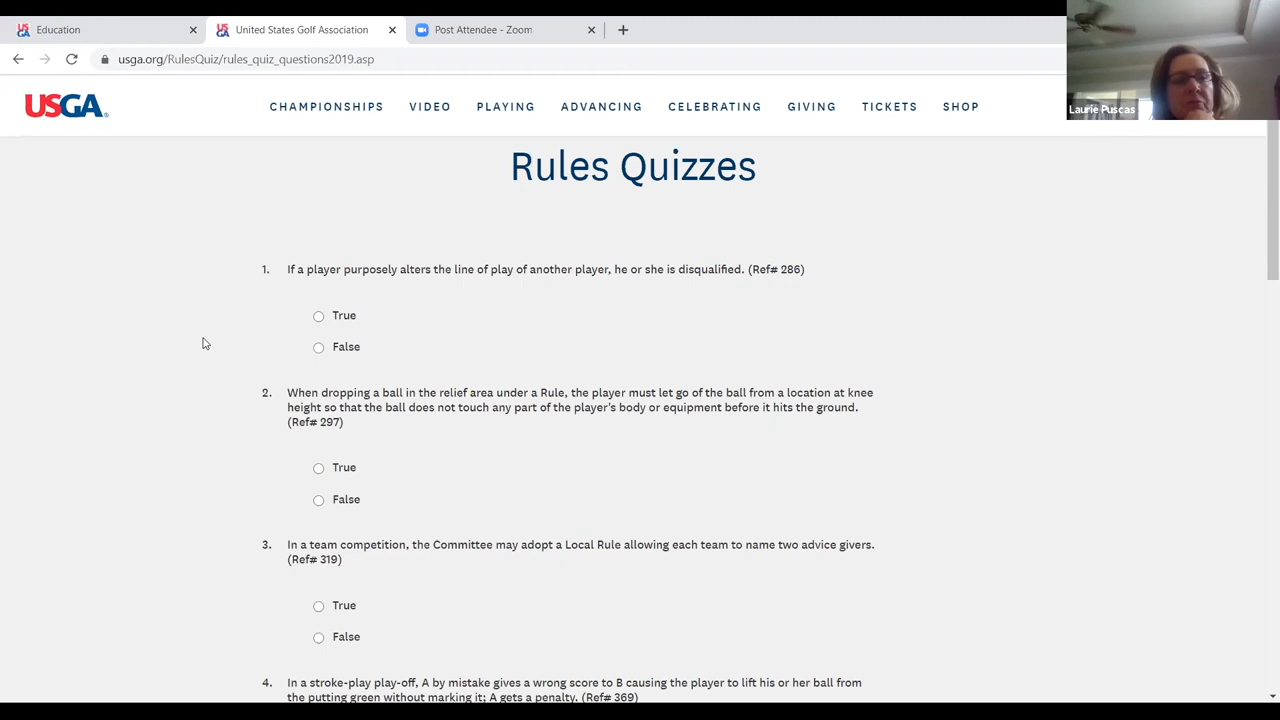 Education
United States Golf Association
Post Attendee - Zoom
usga.org/RulesQuiz/rules_quiz_questions2019.asp
Laurie Puscas
USGA
CHAMPIONSHIPS VIDEO PLAYING ADVANCING CELEBRATING GIVING TICKETS SHOP
Rules Quizzes
1. If a player purposely alters the line of play of another player, he or she is disqualified. (Ref# 286)
True
False
2. When dropping a ball in the relief area under a Rule, the player must let go of the ball from a location at knee
height so that the ball does not touch any part of the player's body or equipment before it hits the ground.
(Ref# 297)
True
False
3. In a team competition, the Committee may adopt a Local Rule allowing each team to name two advice givers.
(Ref# 319)
True
False
4. In a stroke-play play-off, A by mistake gives a wrong score to B causing the player to lift his or her ball from
the putting green without marking it; A gets a penalty. (Ref# 369)